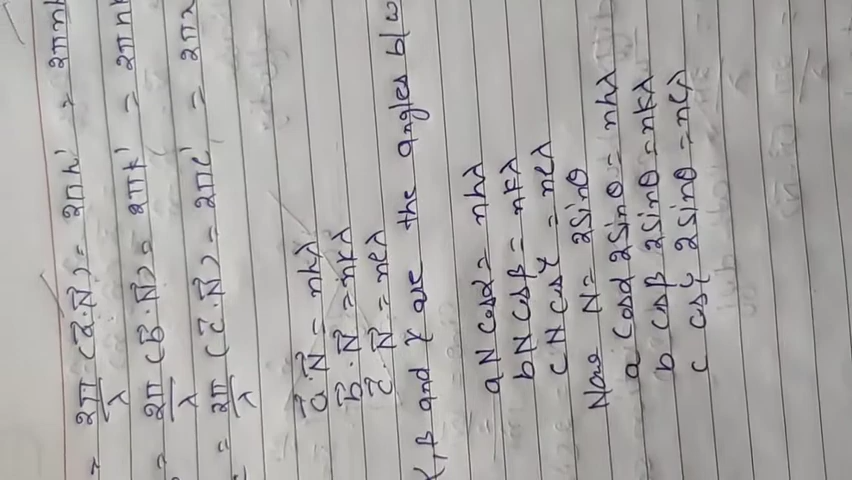 = 2π/λ (a⃗·N⃗) = 2πh' = 2πnh
= 2π/λ (b⃗·N⃗) = 2πk' = 2πnk
= 2π/λ (c⃗·N⃗) = 2πl' = 2πn
a⃗·N⃗ = nhλ
b⃗·N⃗ = nkλ
c⃗·N⃗ = nlλ
α, β and γ are the angles b/w
aN cosα = nhλ
bN cosβ = nkλ
cN cosγ = nlλ
Now N = 2sinθ
a cosα 2sinθ = nhλ
b cosβ 2sinθ = nkλ
c cosγ 2sinθ = nlλ